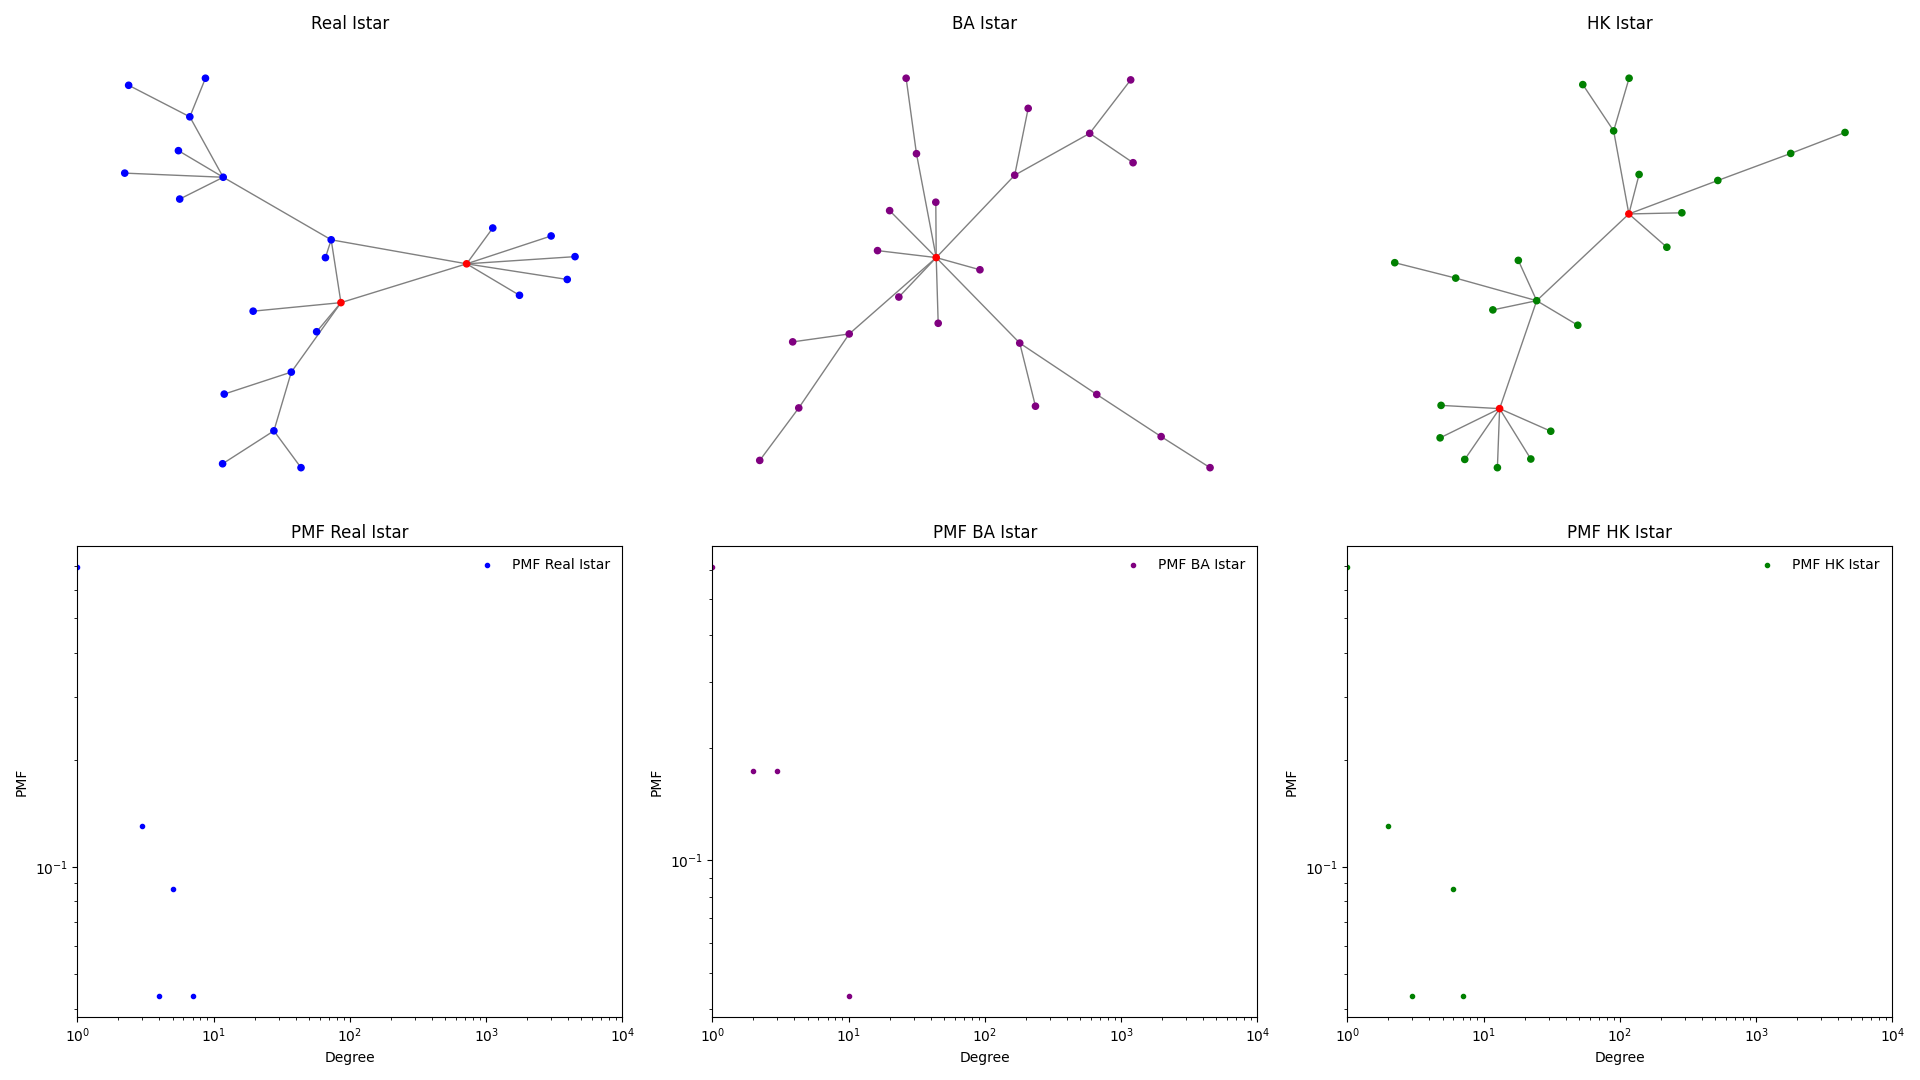 Real Istar
BA Istar
HK Istar
PMF Real Istar
PMF
10⁻¹
PMF Real Istar
10⁰ 10¹ 10² 10³ 10⁴
Degree
PMF BA Istar
PMF
10⁻¹
PMF BA Istar
10⁰ 10¹ 10² 10³ 10⁴
Degree
PMF HK Istar
PMF
10⁻¹
PMF HK Istar
10⁰ 10¹ 10² 10³ 10⁴
Degree